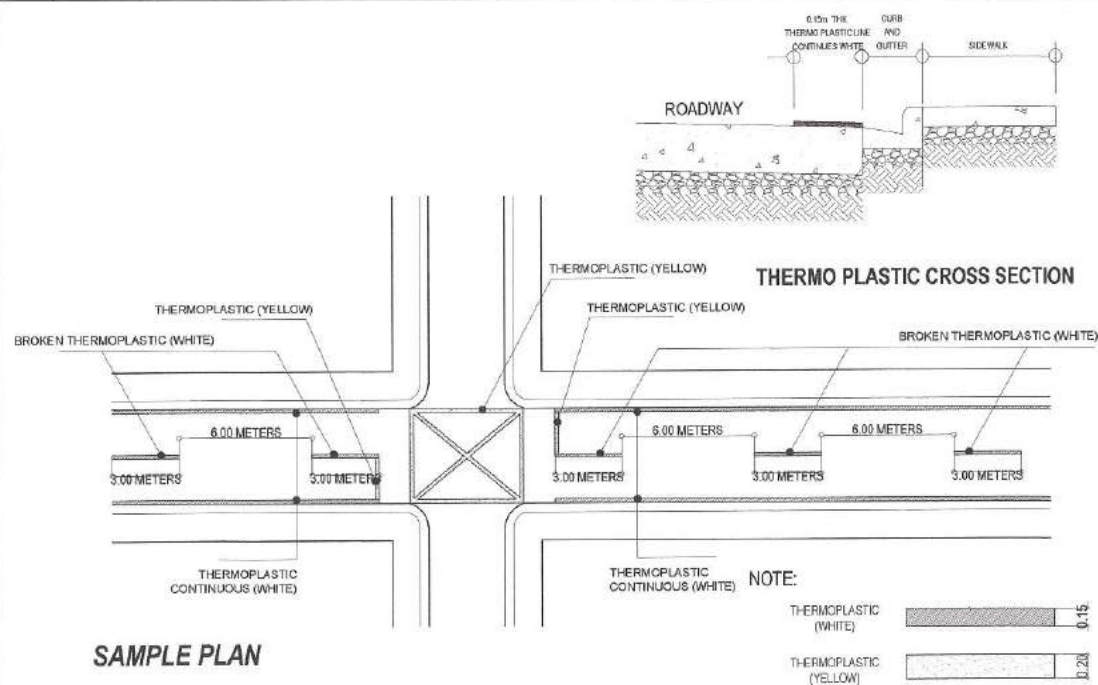 0.15m THK
THERMO PLASTIC LINE
CONTINUES WHITE
CURB
AND
GUTTER
SIDEWALK
ROADWAY
THERMO PLASTIC CROSS SECTION
THERMOPLASTIC (YELLOW)
THERMOPLASTIC (YELLOW)
THERMOPLASTIC (YELLOW)
BROKEN THERMOPLASTIC (WHITE)
BROKEN THERMOPLASTIC (WHITE)
6.00 METERS
6.00 METERS
6.00 METERS
3.00 METERS
3.00 METERS
3.00 METERS
3.00 METERS
3.00 METERS
THERMOPLASTIC
CONTINUOUS (WHITE)
THERMOPLASTIC
CONTINUOUS (WHITE)
NOTE:
THERMOPLASTIC
(WHITE)
0.15
THERMOPLASTIC
(YELLOW)
0.20
SAMPLE PLAN